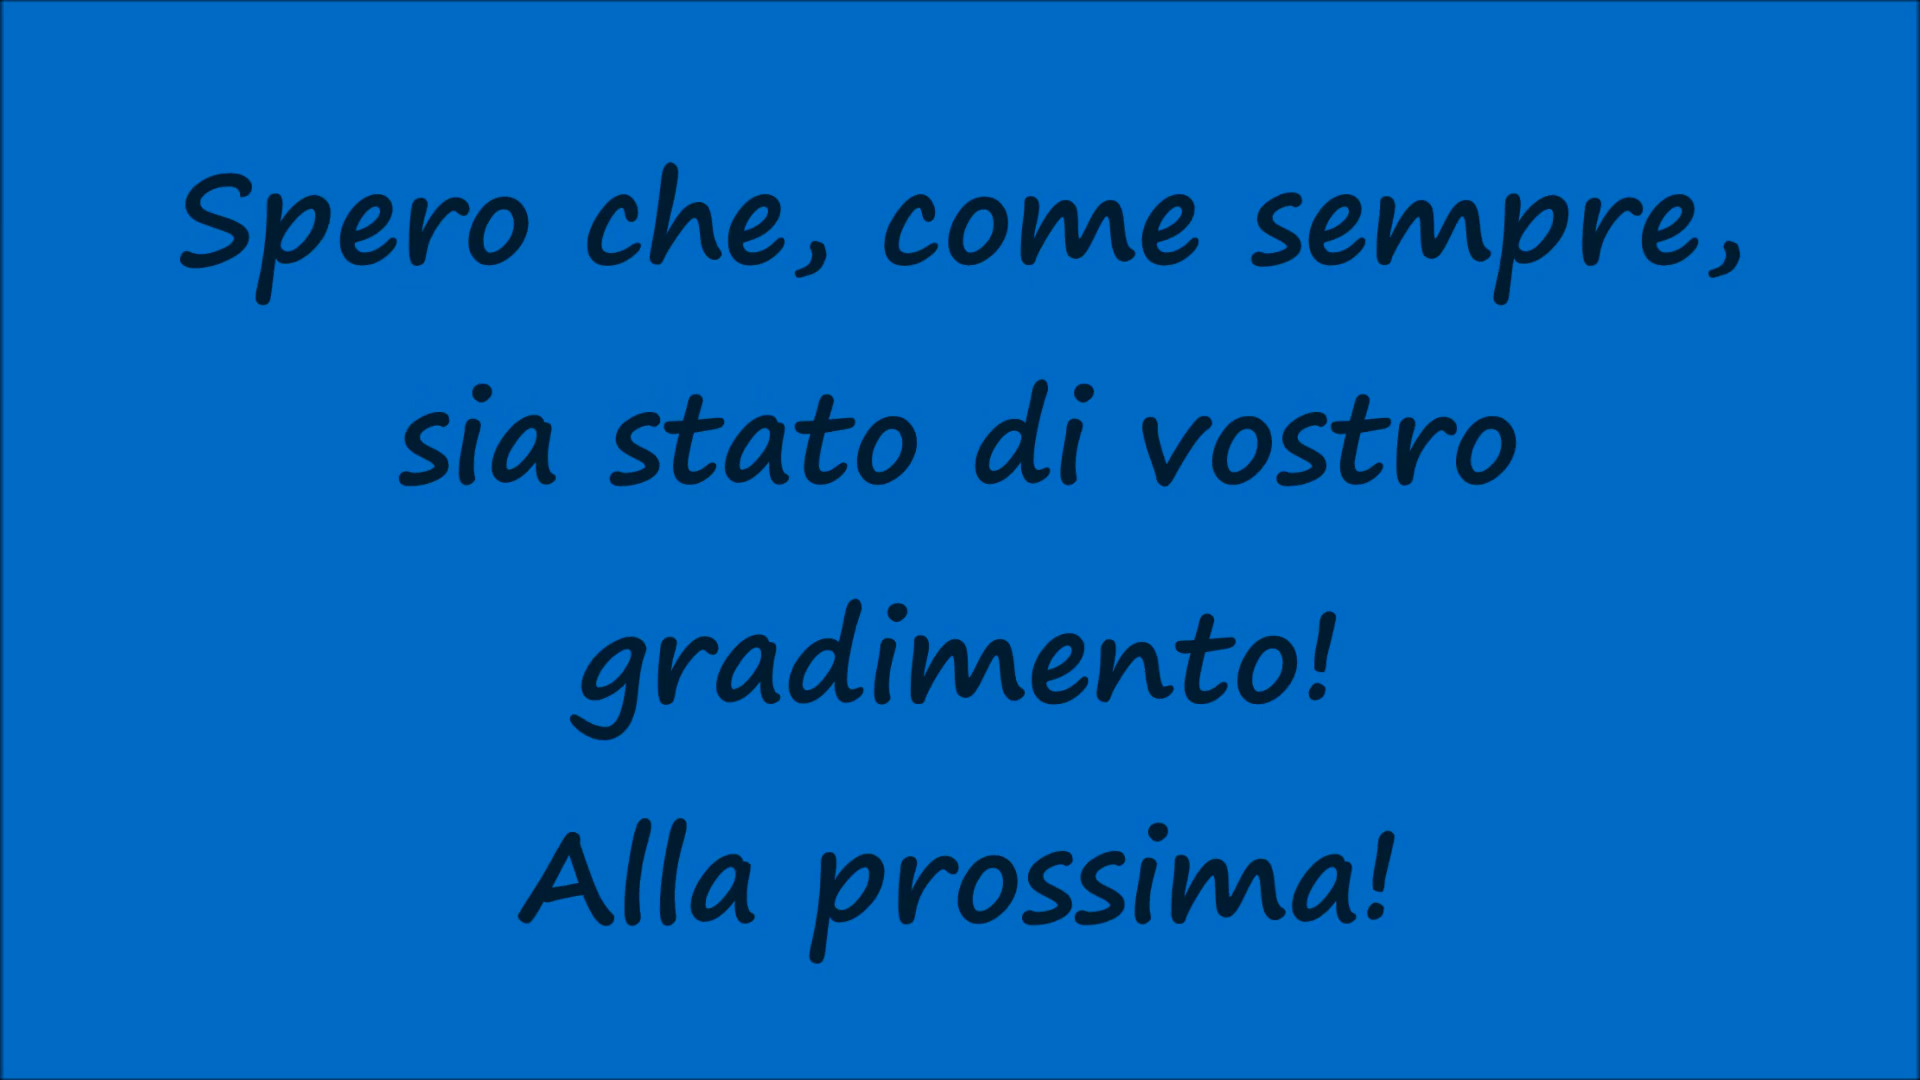 Spero che, come sempre,
sia stato di vostro
gradimento!
Alla prossima!